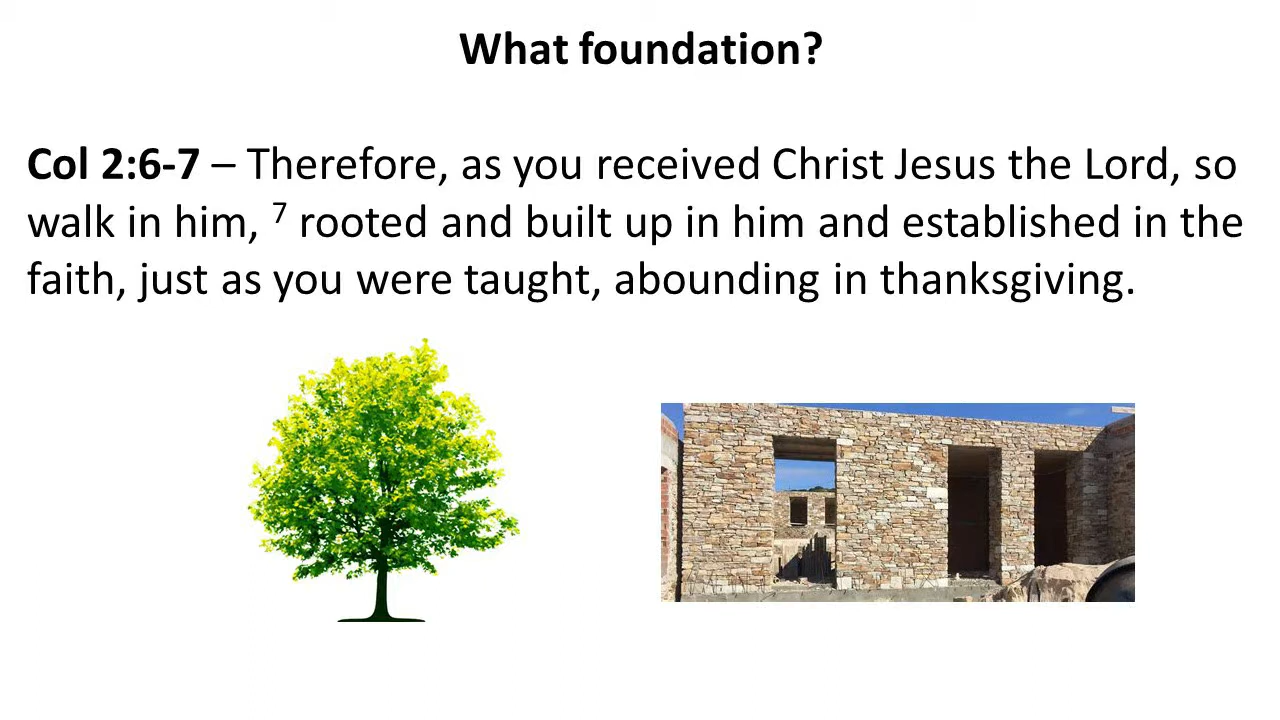 What foundation?
Col 2:6-7 – Therefore, as you received Christ Jesus the Lord, so
walk in him, ⁷ rooted and built up in him and established in the
faith, just as you were taught, abounding in thanksgiving.